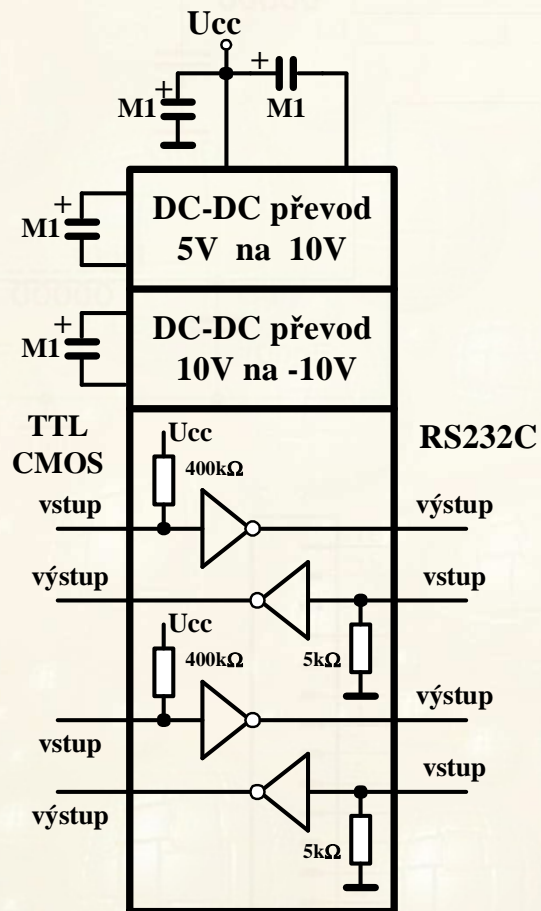 Ucc
+
M1
+
M1
+
M1
DC-DC převod
5V na 10V
+
M1
DC-DC převod
10V na -10V
TTL
CMOS
RS232C
Ucc
400kΩ
vstup
výstup
výstup
vstup
Ucc
400kΩ
5kΩ
vstup
výstup
výstup
vstup
5kΩ